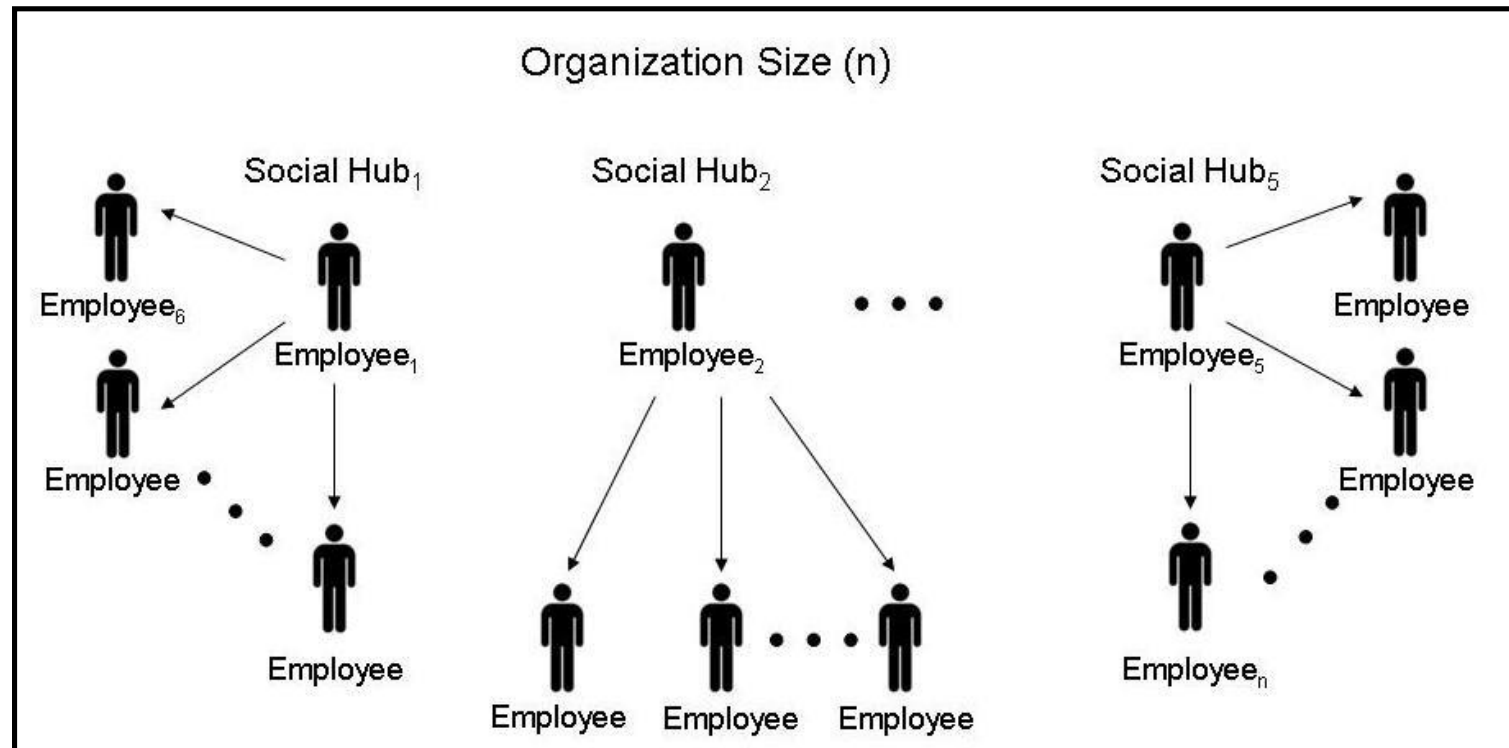 Organization Size (n)
Social Hub₁
Social Hub₂
Social Hub₅
Employee₆
Employee₁
Employee₂
Employee₅
Employee
Employee
Employee
Employee
Employeeₙ
Employee
Employee
Employee